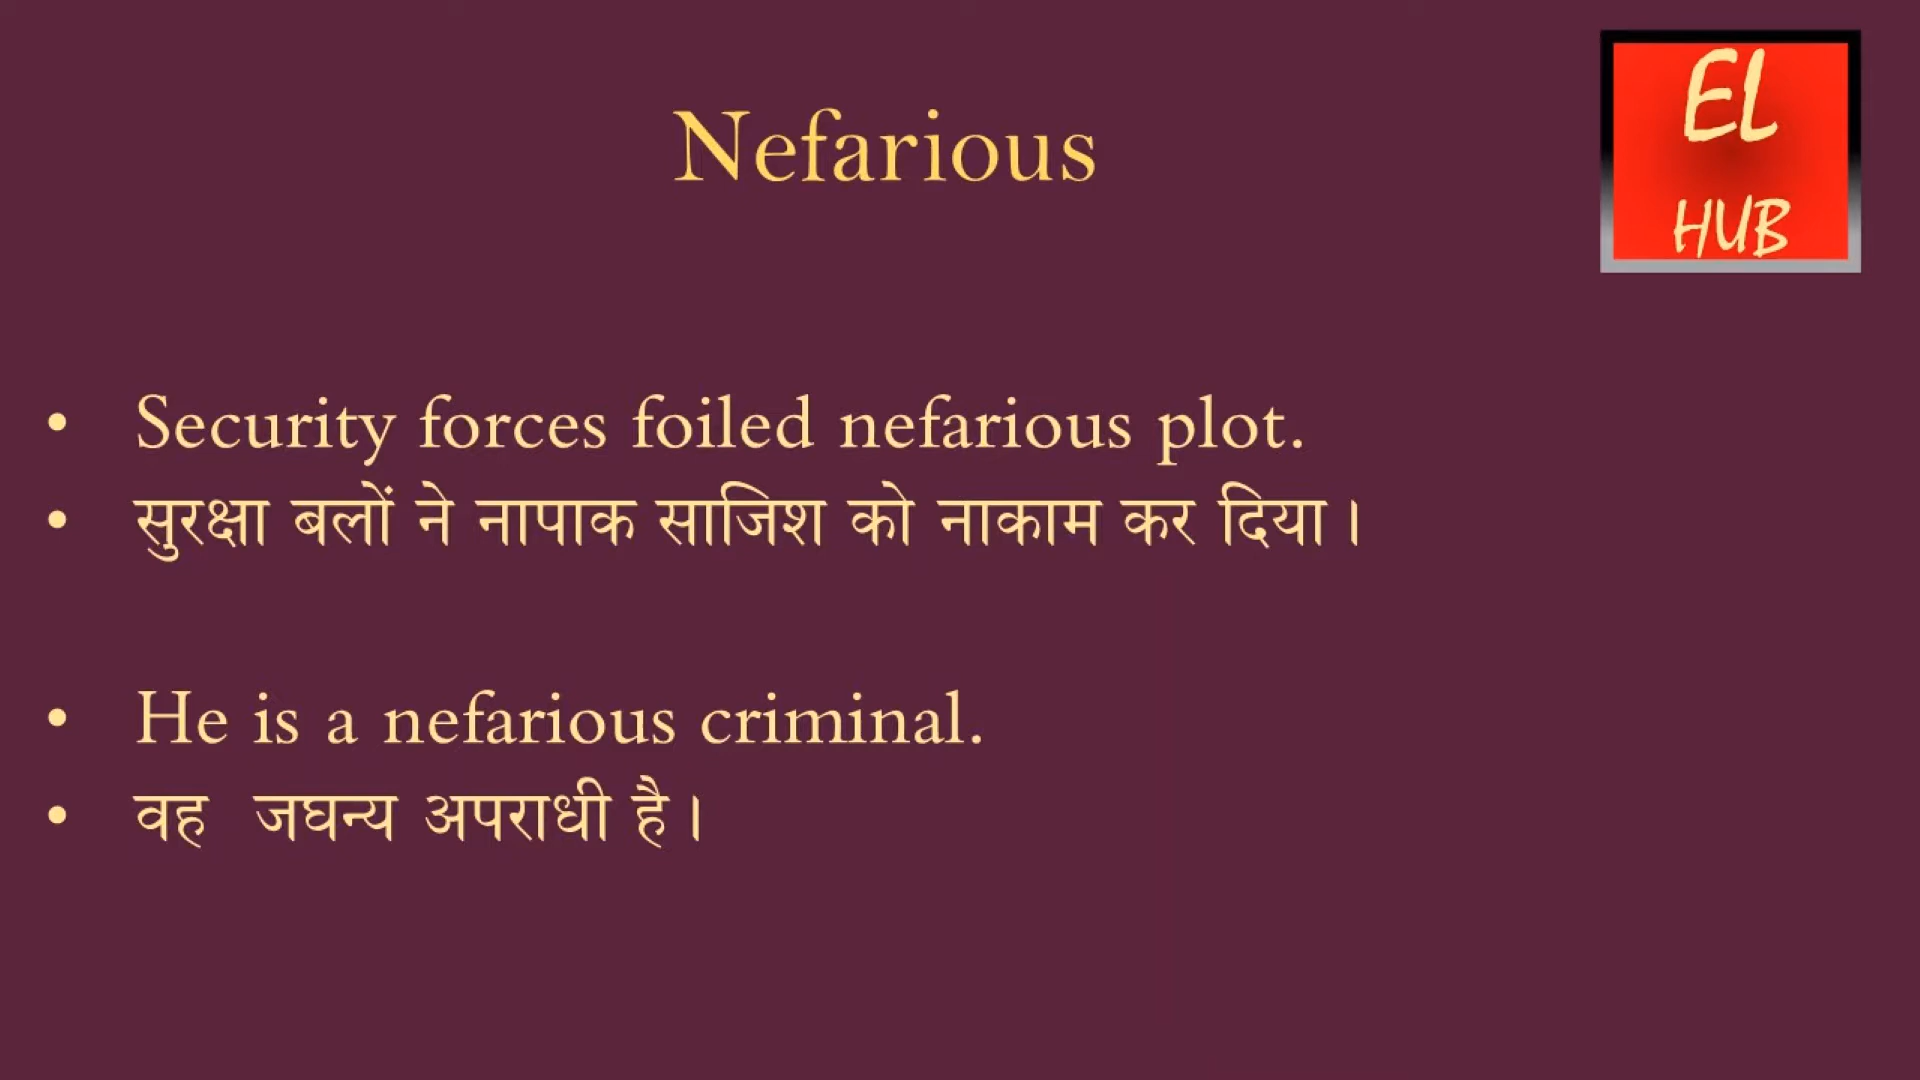 EL
HUB
Nefarious
• Security forces foiled nefarious plot.
• सुरक्षा बलों ने नापाक साजिश को नाकाम कर दिया।
• He is a nefarious criminal.
• वह जघन्य अपराधी है।